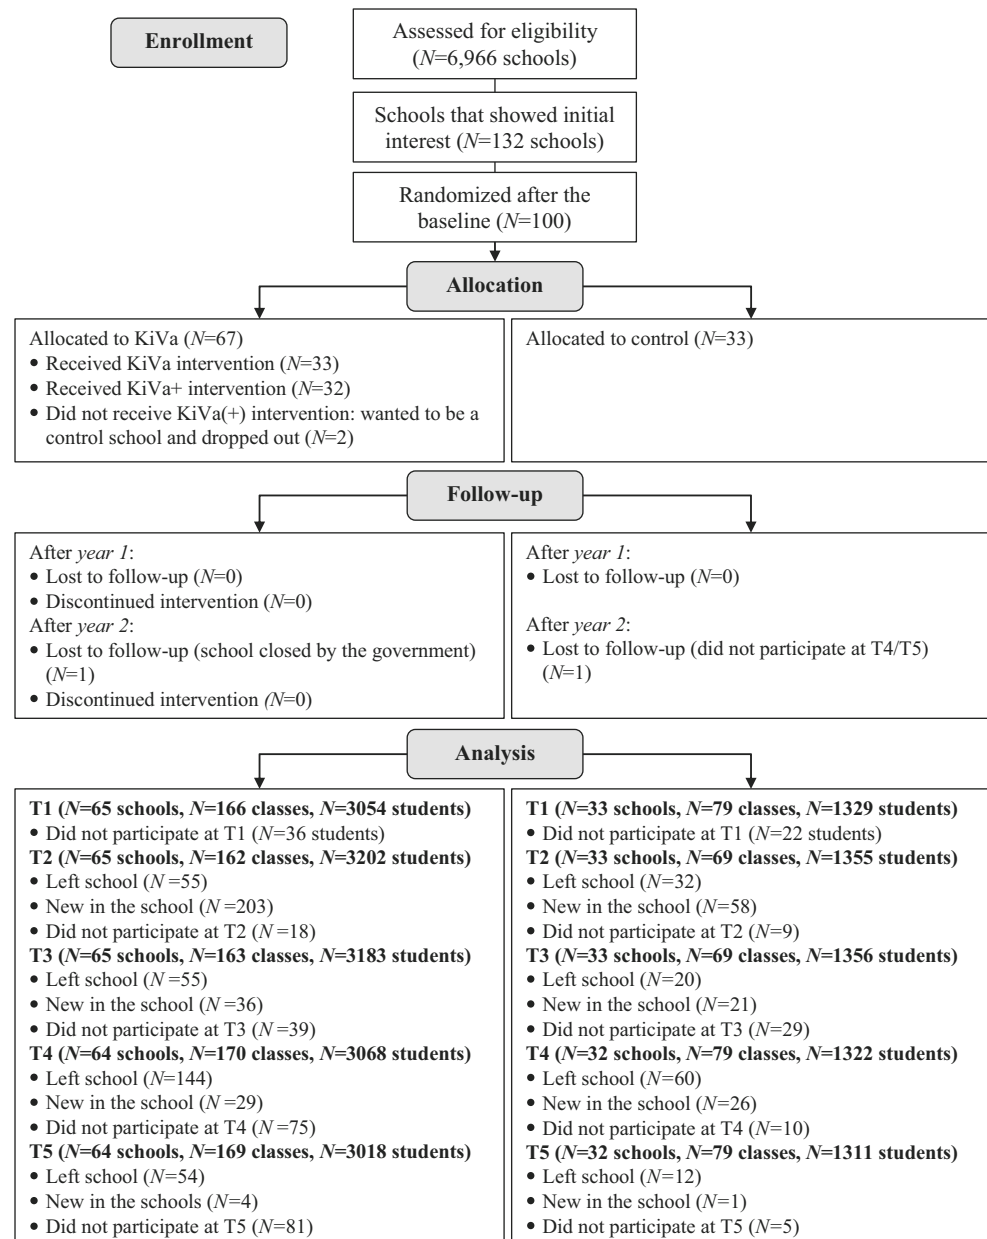 Enrollment
Assessed for eligibility
(N=6,966 schools)
Schools that showed initial
interest (N=132 schools)
Randomized after the
baseline (N=100)
Allocation
Allocated to KiVa (N=67)
• Received KiVa intervention (N=33)
• Received KiVa+ intervention (N=32)
• Did not receive KiVa(+) intervention: wanted to be a
control school and dropped out (N=2)
Allocated to control (N=33)
Follow-up
After year 1:
• Lost to follow-up (N=0)
• Discontinued intervention (N=0)
After year 2:
• Lost to follow-up (school closed by the government)
(N=1)
• Discontinued intervention (N=0)
After year 1:
• Lost to follow-up (N=0)
After year 2:
• Lost to follow-up (did not participate at T4/T5)
(N=1)
Analysis
T1 (N=65 schools, N=166 classes, N=3054 students)
• Did not participate at T1 (N=36 students)
T2 (N=65 schools, N=162 classes, N=3202 students)
• Left school (N =55)
• New in the school (N =203)
• Did not participate at T2 (N =18)
T3 (N=65 schools, N=163 classes, N=3183 students)
• Left school (N =55)
• New in the school (N =36)
• Did not participate at T3 (N =39)
T4 (N=64 schools, N=170 classes, N=3068 students)
• Left school (N=144)
• New in the school (N =29)
• Did not participate at T4 (N =75)
T5 (N=64 schools, N=169 classes, N=3018 students)
• Left school (N=54)
• New in the schools (N=4)
• Did not participate at T5 (N=81)
T1 (N=33 schools, N=79 classes, N=1329 students)
• Did not participate at T1 (N=22 students)
T2 (N=33 schools, N=69 classes, N=1355 students)
• Left school (N=32)
• New in the school (N=58)
• Did not participate at T2 (N=9)
T3 (N=33 schools, N=69 classes, N=1356 students)
• Left school (N=20)
• New in the school (N=21)
• Did not participate at T3 (N=29)
T4 (N=32 schools, N=79 classes, N=1322 students)
• Left school (N=60)
• New in the school (N=26)
• Did not participate at T4 (N=10)
T5 (N=32 schools, N=79 classes, N=1311 students)
• Left school (N=12)
• New in the school (N=1)
• Did not participate at T5 (N=5)